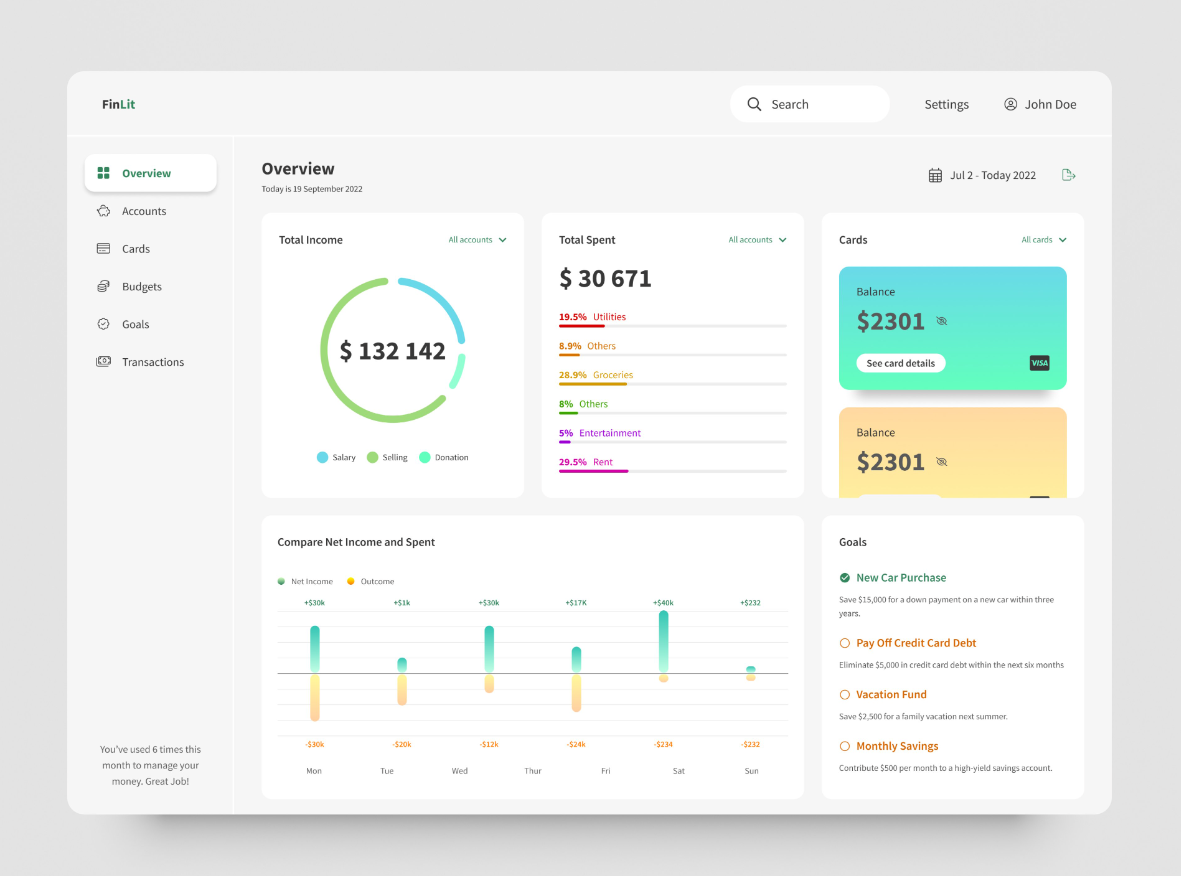 FinLit
Search
Settings
John Doe
Overview
Accounts
Cards
Budgets
Goals
Transactions
You've used 6 times this
month to manage your
money. Great Job!
Overview
Today is 19 September 2022
Jul 2 - Today 2022
Total Income
All accounts
$ 132 142
Salary
Selling
Donation
Total Spent
All accounts
$ 30 671
19.5% Utilities
8.9% Others
28.9% Groceries
8% Others
5% Entertainment
29.5% Rent
Cards
All cards
Balance
$2301
See card details
VISA
Balance
$2301
Compare Net Income and Spent
Net Income
Outcome
+$30k +$1k +$30k +$17K +$40k +$232
-$30k -$20k -$12k -$24k -$234 -$232
Mon Tue Wed Thur Fri Sat Sun
Goals
New Car Purchase
Save $15,000 for a down payment on a new car within three
years.
Pay Off Credit Card Debt
Eliminate $5,000 in credit card debt within the next six months
Vacation Fund
Save $2,500 for a family vacation next summer.
Monthly Savings
Contribute $500 per month to a high-yield savings account.